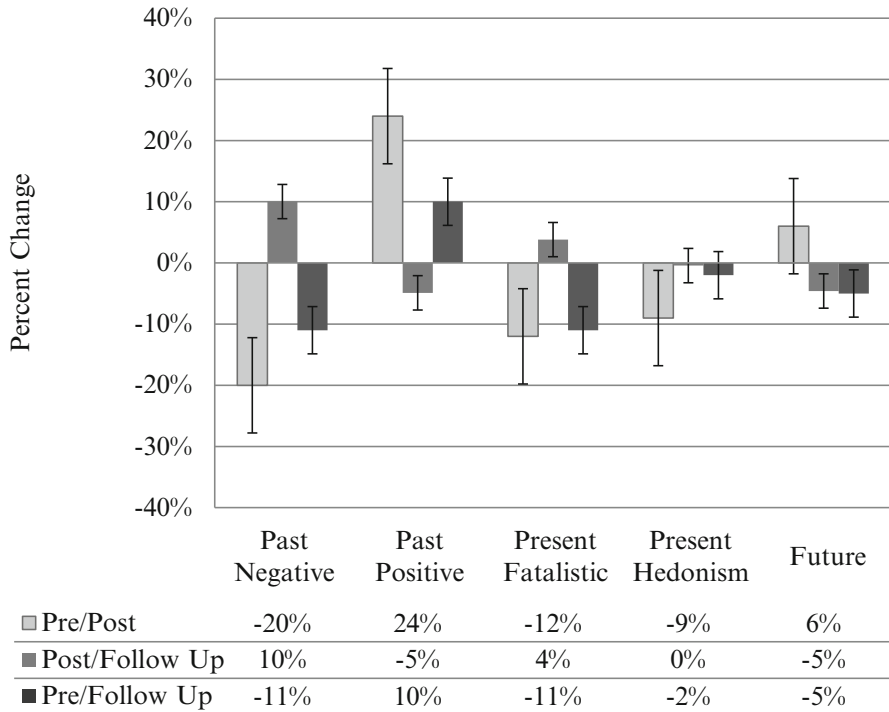 40%
30%
20%
10%
0%
-10%
-20%
-30%
-40%
Percent Change
Past Negative
Past Positive
Present Fatalistic
Present Hedonism
Future
Pre/Post -20% 24% -12% -9% 6%
Post/Follow Up 10% -5% 4% 0% -5%
Pre/Follow Up -11% 10% -11% -2% -5%